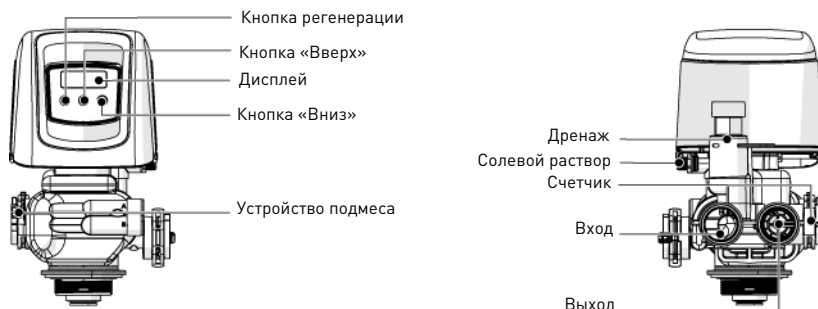 Кнопка регенерации
Кнопка «Вверх»
Дисплей
Кнопка «Вниз»
Устройство подмеса
Дренаж
Солевой раствор
Счетчик
Вход
Выход